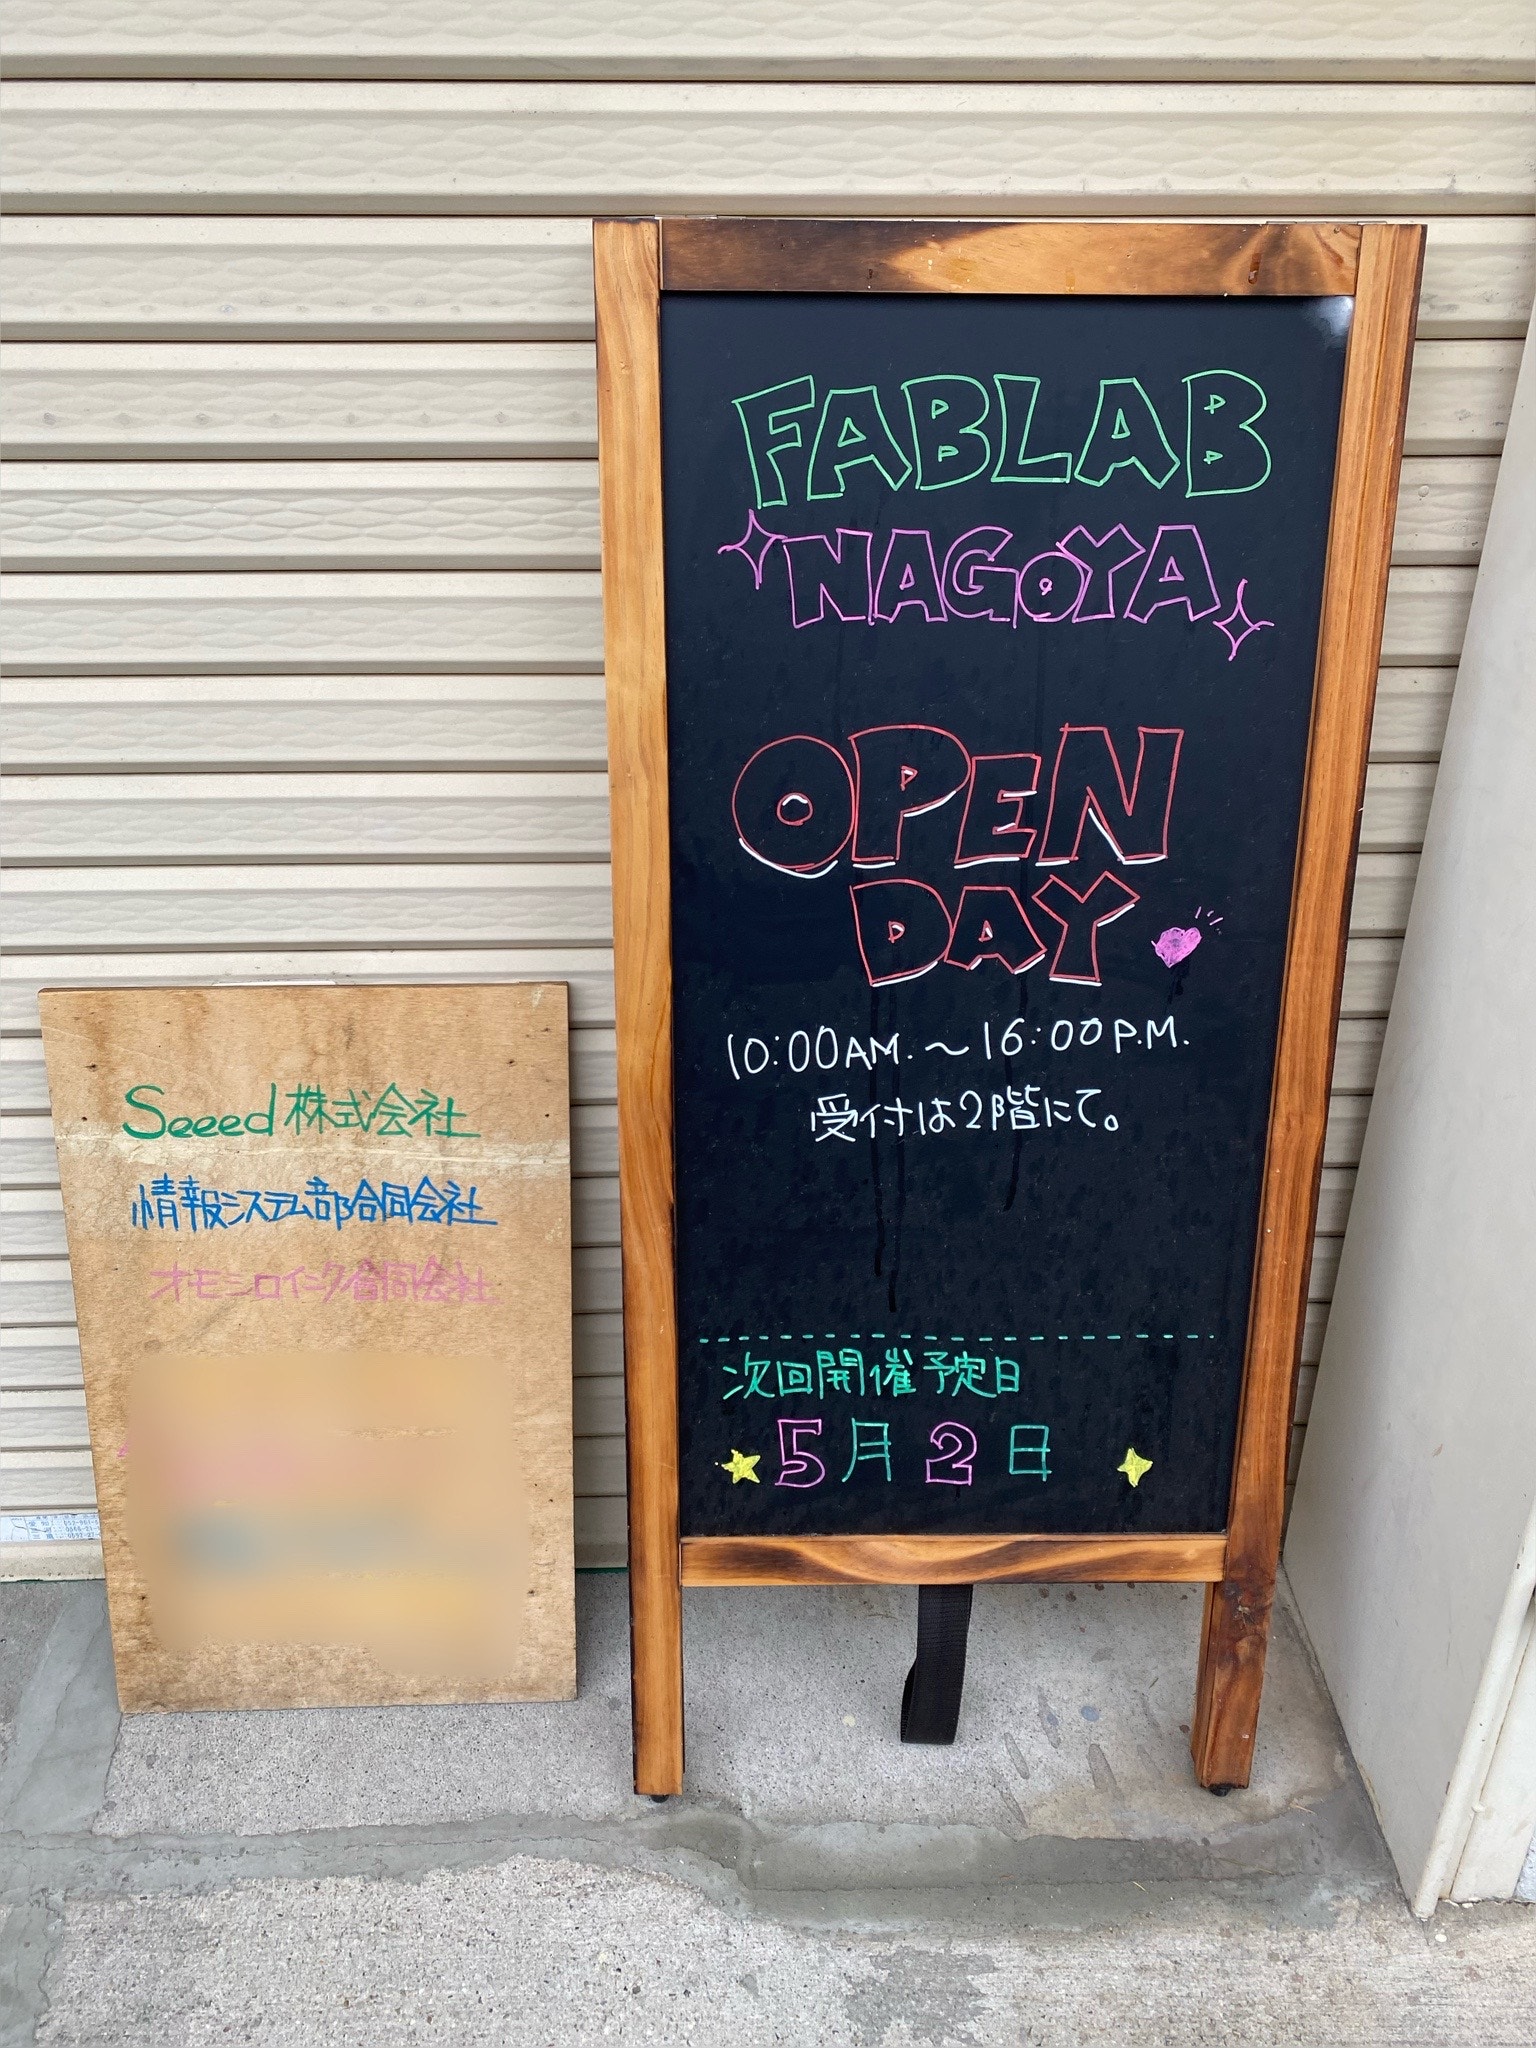 FABLAB
NAGOYA
OPEN
DAY
10:00AM.～16:00P.M.
受付は2階にて。
次回開催予定日
5月2日
Seeed株式会社
情報システム部合同会社
オモシロイニク合同会社